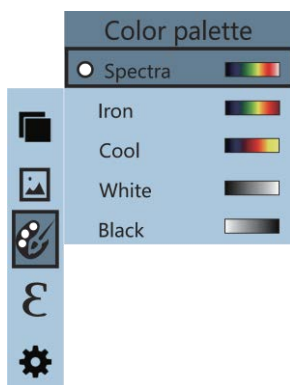 Color palette
Spectra
Iron
Cool
White
Black
ε